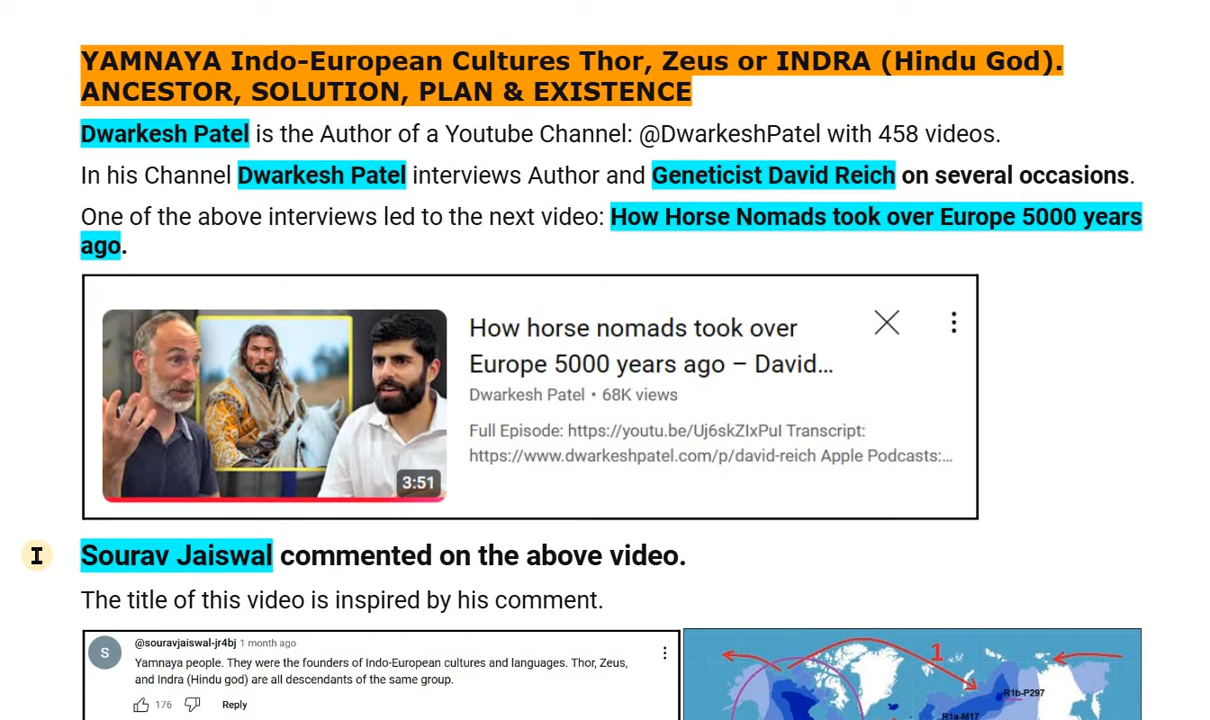 YAMNAYA Indo-European Cultures Thor, Zeus or INDRA (Hindu God).
ANCESTOR, SOLUTION, PLAN & EXISTENCE
Dwarkesh Patel is the Author of a Youtube Channel: @DwarkeshPatel with 458 videos.
In his Channel Dwarkesh Patel interviews Author and Geneticist David Reich on several occasions.
One of the above interviews led to the next video: How Horse Nomads took over Europe 5000 years
ago.
How horse nomads took over
Europe 5000 years ago – David...
Dwarkesh Patel • 68K views
Full Episode: https://youtu.be/Uj6skZIxPuI Transcript:
https://www.dwarkeshpatel.com/p/david-reich Apple Podcasts:...
3:51
Sourav Jaiswal commented on the above video.
The title of this video is inspired by his comment.
S
@souravjaiswal-jr4bj 1 month ago
Yamnaya people. They were the founders of Indo-European cultures and languages. Thor, Zeus,
and Indra (Hindu god) are all descendants of the same group.
176 Reply
1
R1b-P297
R1a-M17